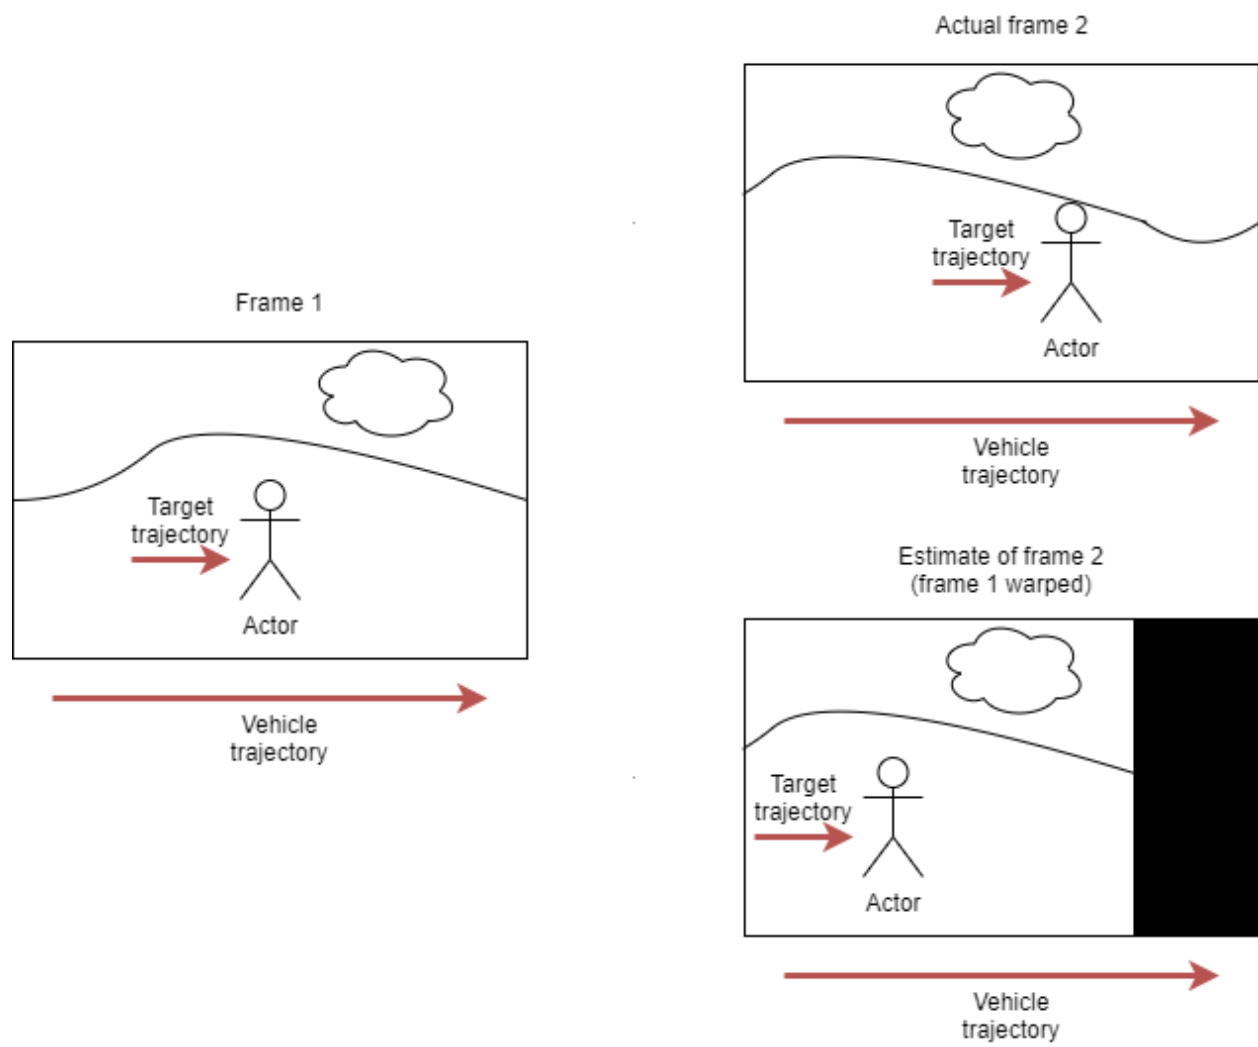 Frame 1
Target
trajectory
Actor
Vehicle
trajectory
Actual frame 2
Target
trajectory
Actor
Vehicle
trajectory
Estimate of frame 2
(frame 1 warped)
Target
trajectory
Actor
Vehicle
trajectory